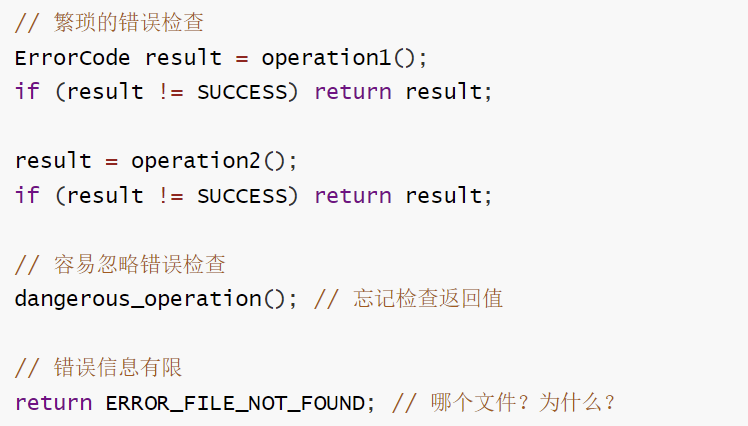 // 繁琐的错误检查
ErrorCode result = operation1();
if (result != SUCCESS) return result;
result = operation2();
if (result != SUCCESS) return result;
// 容易忽略错误检查
dangerous_operation(); // 忘记检查返回值
// 错误信息有限
return ERROR_FILE_NOT_FOUND; // 哪个文件？为什么？